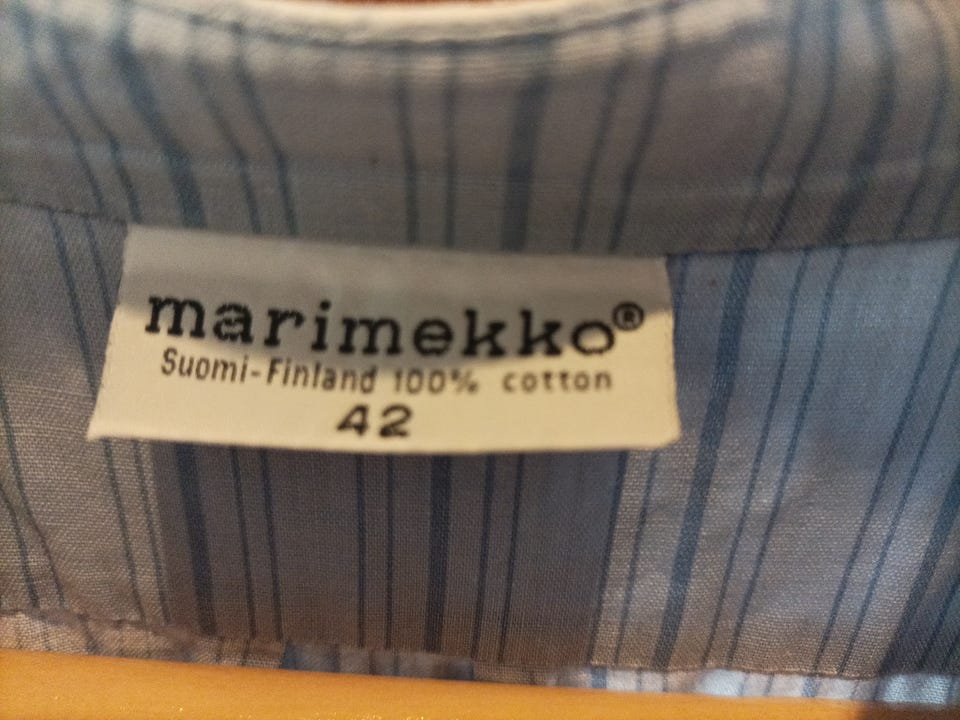 marimekko®
Suomi-Finland 100% cotton
42